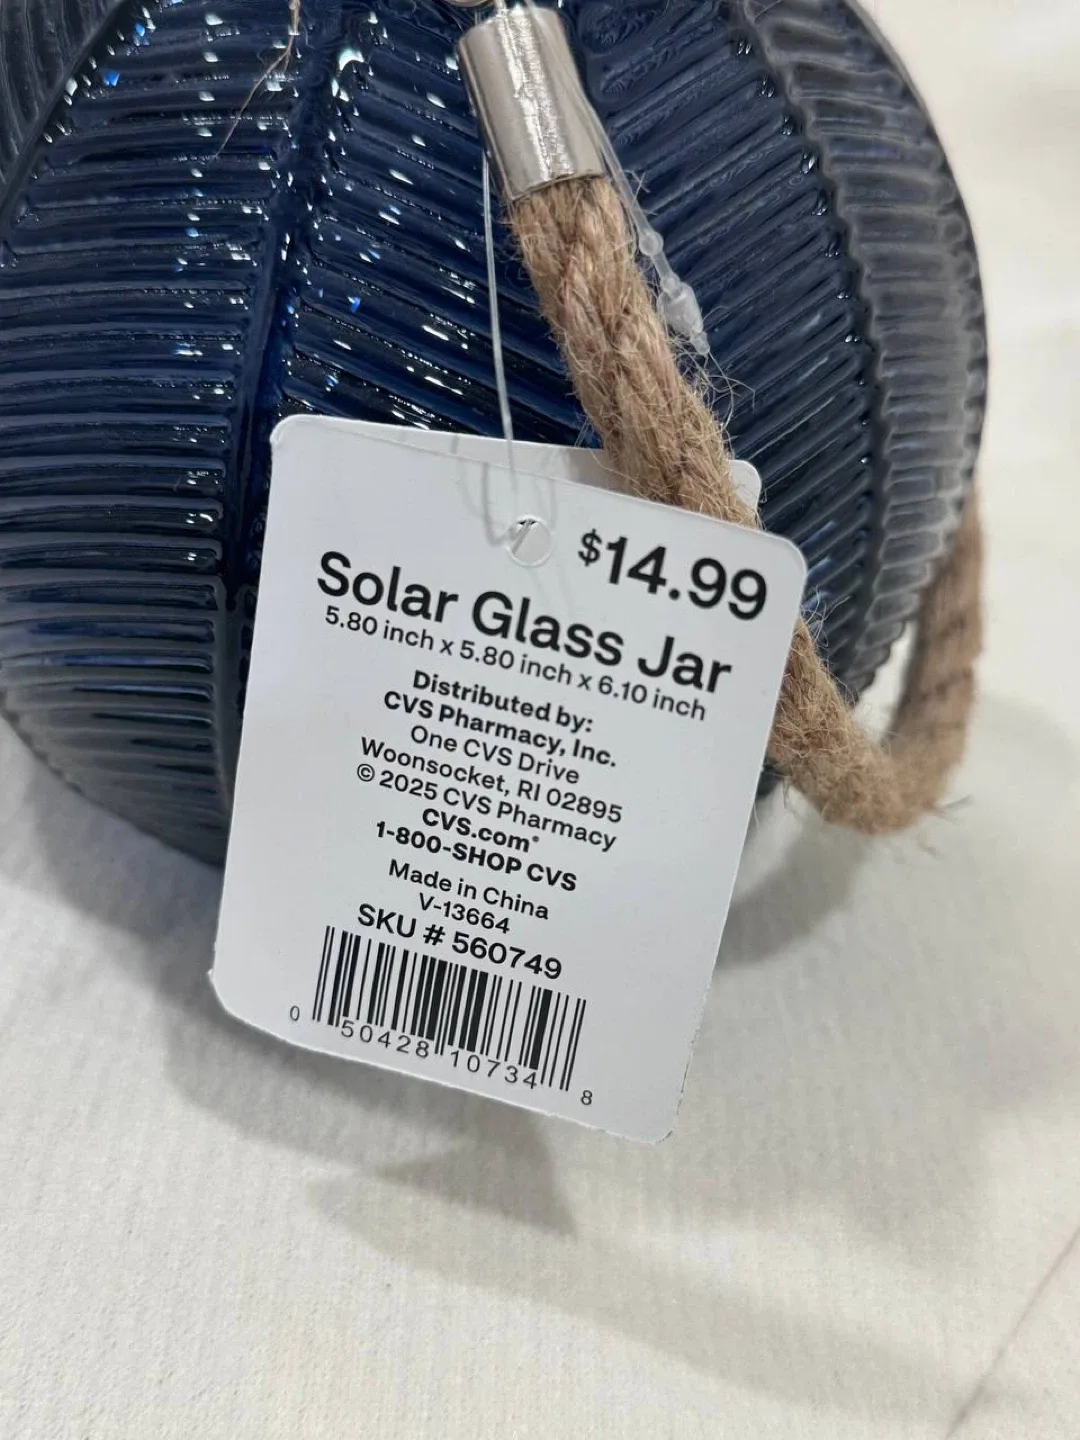 $14.99
Solar Glass Jar
5.80 inch x 5.80 inch x 6.10 inch
Distributed by:
CVS Pharmacy, Inc.
One CVS Drive
Woonsocket, RI 02895
© 2025 CVS Pharmacy
CVS.com®
1-800-SHOP CVS
Made in China
V-13664
SKU # 560749
0 50428 10734 8